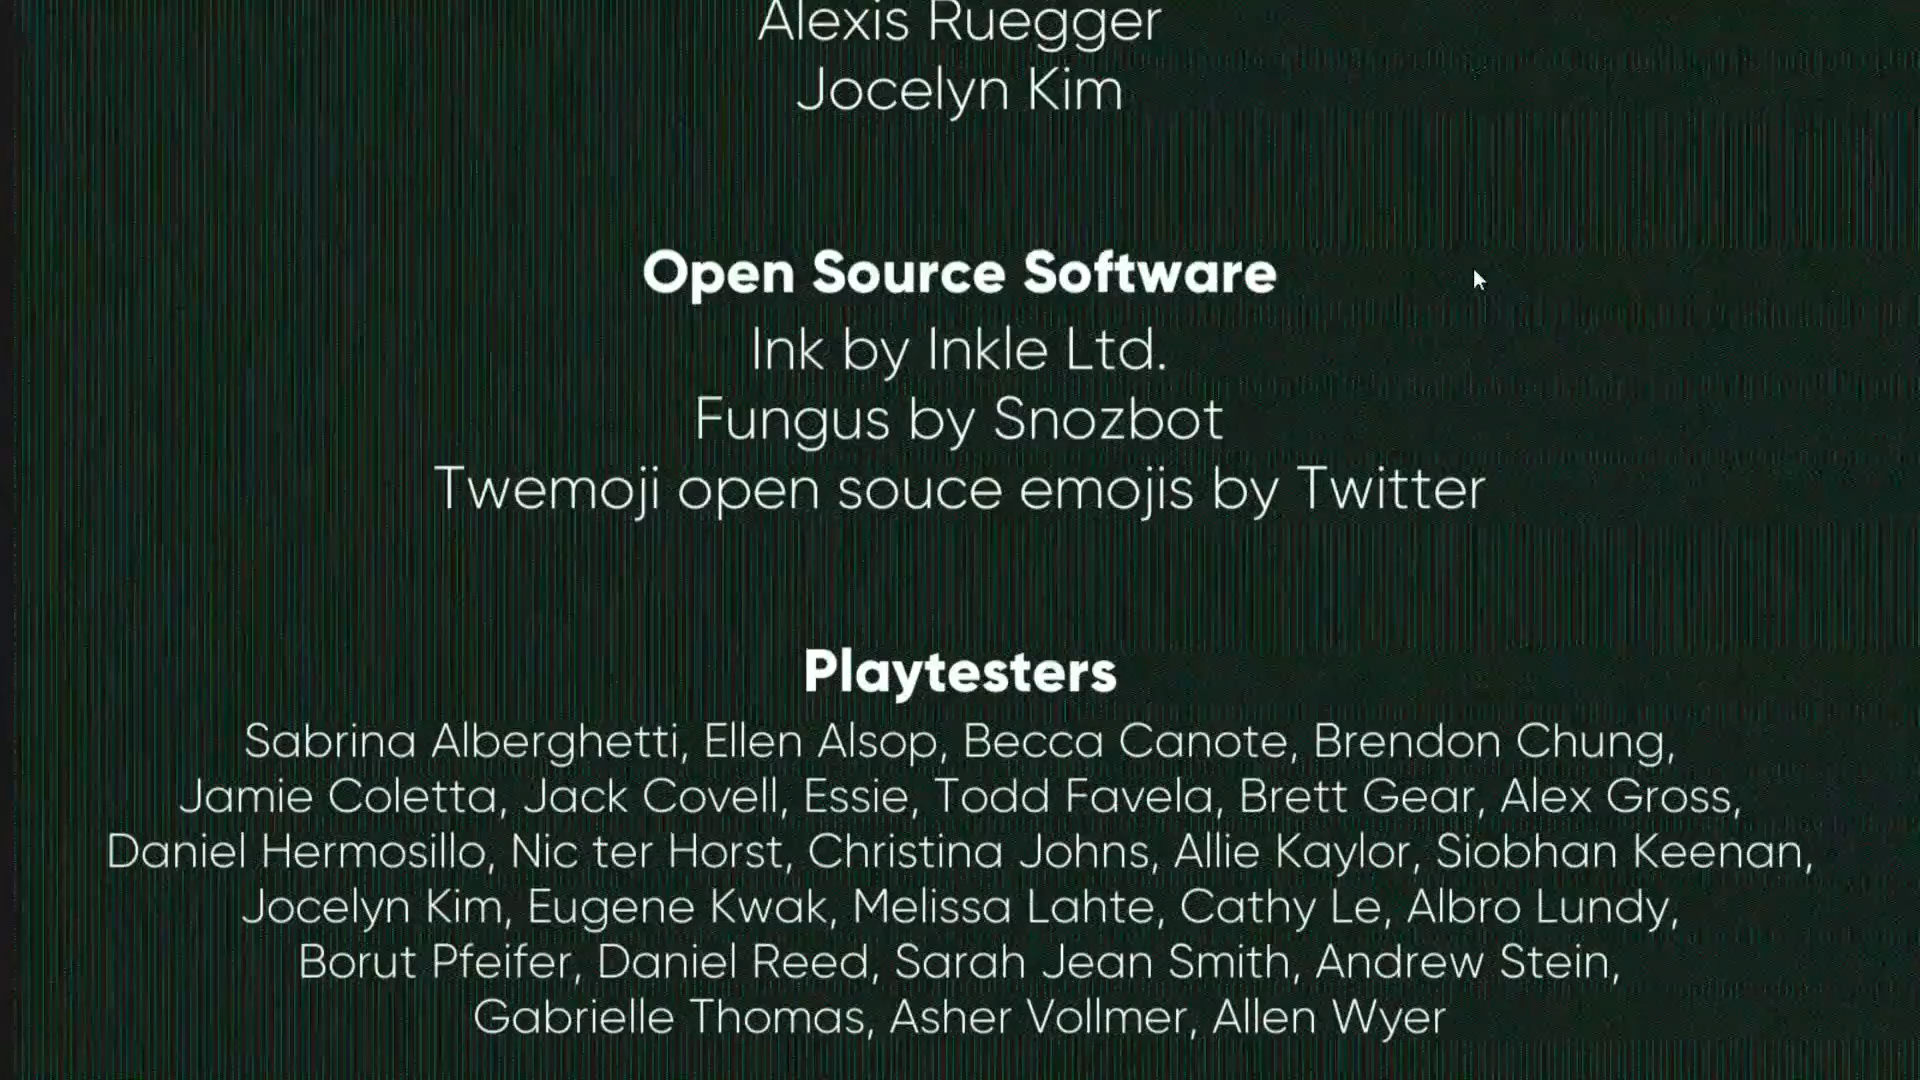 Alexis Ruegger
Jocelyn Kim
Open Source Software
Ink by Inkle Ltd.
Fungus by Snozbot
Twemoji open souce emojis by Twitter
Playtesters
Sabrina Alberghetti, Ellen Alsop, Becca Canote, Brendon Chung,
Jamie Coletta, Jack Covell, Essie, Todd Favela, Brett Gear, Alex Gross,
Daniel Hermosillo, Nic ter Horst, Christina Johns, Allie Kaylor, Siobhan Keenan,
Jocelyn Kim, Eugene Kwak, Melissa Lahte, Cathy Le, Albro Lundy,
Borut Pfeifer, Daniel Reed, Sarah Jean Smith, Andrew Stein,
Gabrielle Thomas, Asher Vollmer, Allen Wyer